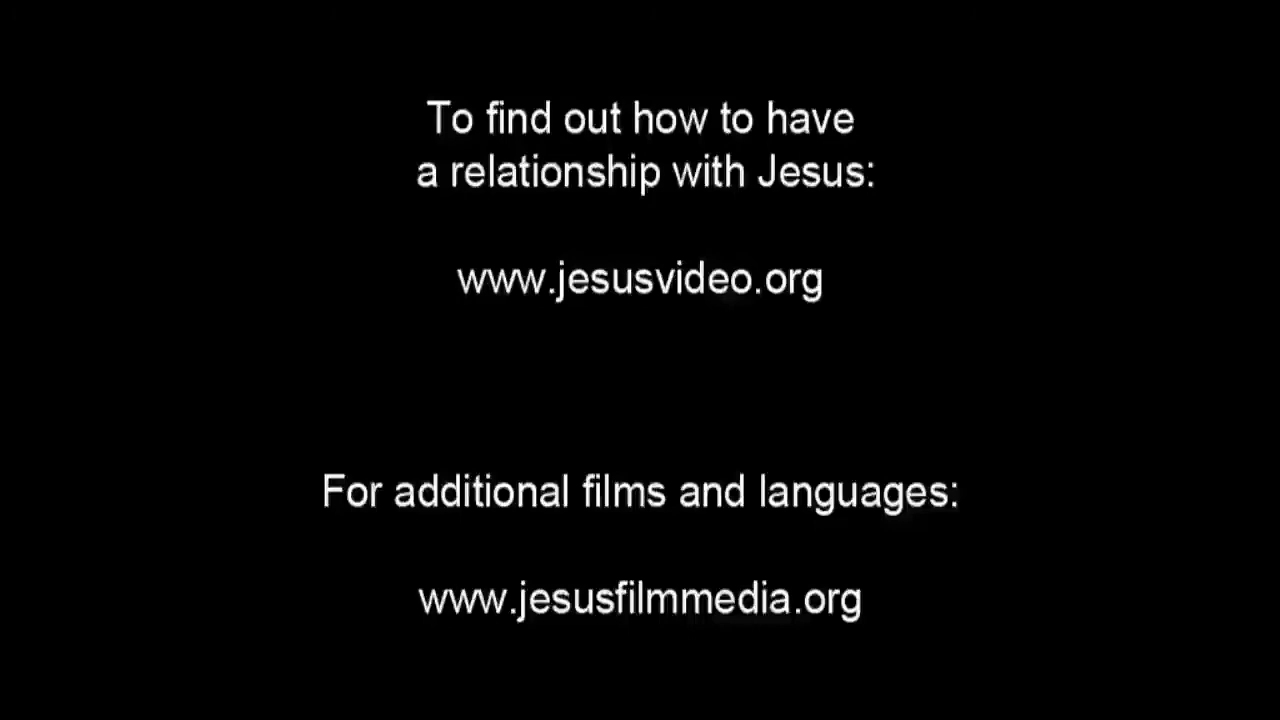 To find out how to have
a relationship with Jesus:
www.jesusvideo.org
For additional films and languages:
www.jesusfilmmedia.org